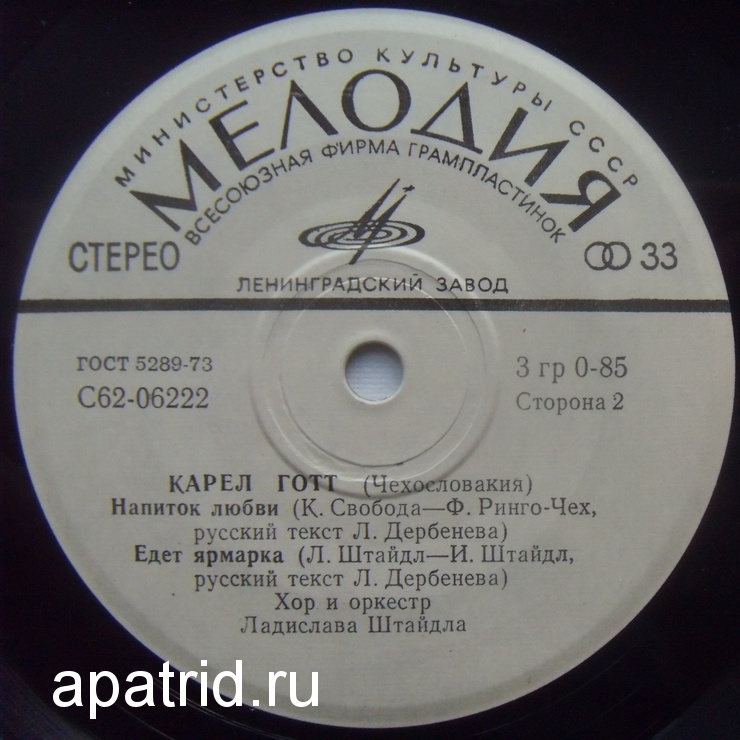 МИНИСТЕРСТВО КУЛЬТУРЫ СССР
МЕЛОДИЯ
ВСЕСОЮЗНАЯ ФИРМА ГРАМПЛАСТИНОК
СТЕРЕО 33
ЛЕНИНГРАДСКИЙ ЗАВОД
ГОСТ 5289-73 3 гр 0-85
С62-06222 Сторона 2
КАРЕЛ ГОТТ (Чехословакия)
Напиток любви (К. Свобода—Ф. Ринго-Чех,
русский текст Л. Дербенева)
Едет ярмарка (Л. Штайдл—И. Штайдл,
русский текст Л. Дербенева)
Хор и оркестр
Ладислава Штайдла
apatrid.ru